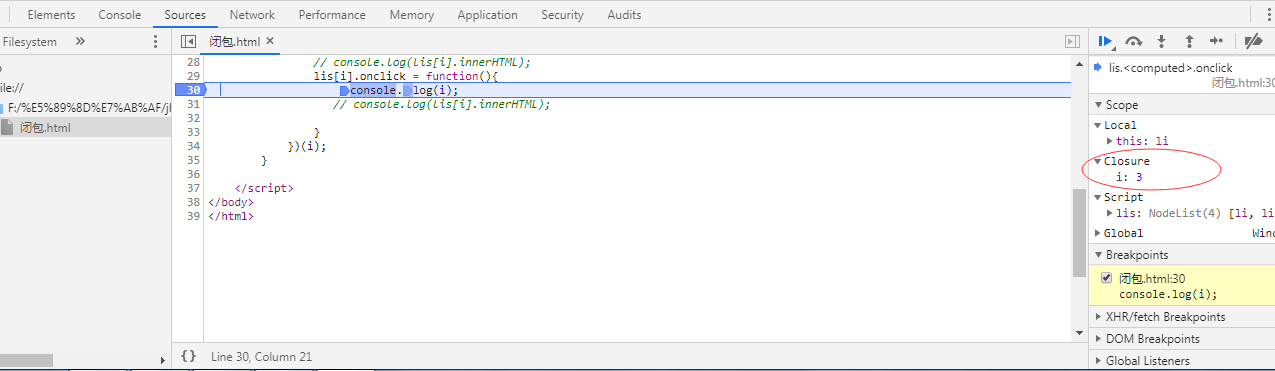 Elements Console Sources Network Performance Memory Application Security Audits
Filesystem »
ile://
F:/%E5%89%8D%E7%AB%AF/jl
闭包.html
闭包.html ×
28 // console.log(lis[i].innerHTML);
29 lis[i].onclick = function(){
30 console.log(i);
31 // console.log(lis[i].innerHTML);
32
33 }
34 })(i);
35 }
36
37 </script>
38 </body>
39 </html>
{} Line 30, Column 21
lis.<computed>.onclick
闭包.html:30
Scope
Local
this: li
Closure
i: 3
Script
lis: NodeList(4) [li, li
Global Wind
Breakpoints
闭包.html:30
console.log(i);
XHR/fetch Breakpoints
DOM Breakpoints
Global Listeners